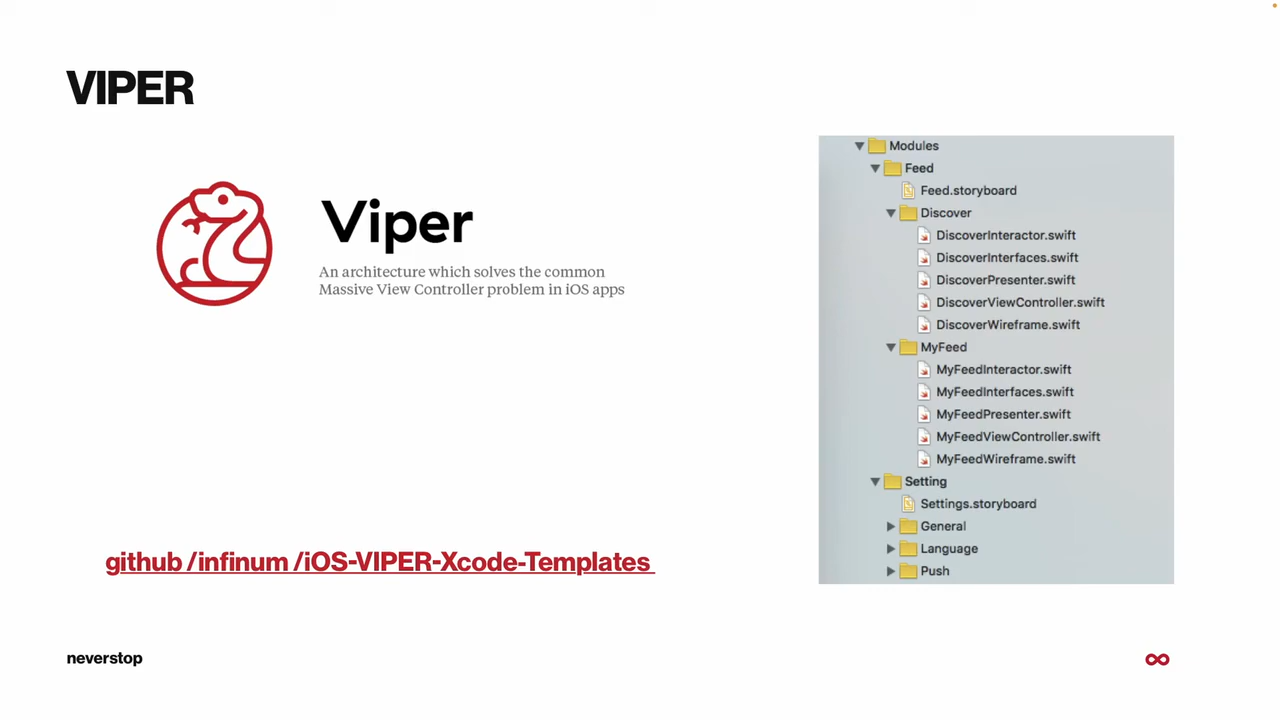 VIPER
Viper
An architecture which solves the common
Massive View Controller problem in iOS apps
github /infinum /iOS-VIPER-Xcode-Templates
Modules
Feed
Feed.storyboard
Discover
DiscoverInteractor.swift
DiscoverInterfaces.swift
DiscoverPresenter.swift
DiscoverViewController.swift
DiscoverWireframe.swift
MyFeed
MyFeedInteractor.swift
MyFeedInterfaces.swift
MyFeedPresenter.swift
MyFeedViewController.swift
MyFeedWireframe.swift
Setting
Settings.storyboard
General
Language
Push
neverstop